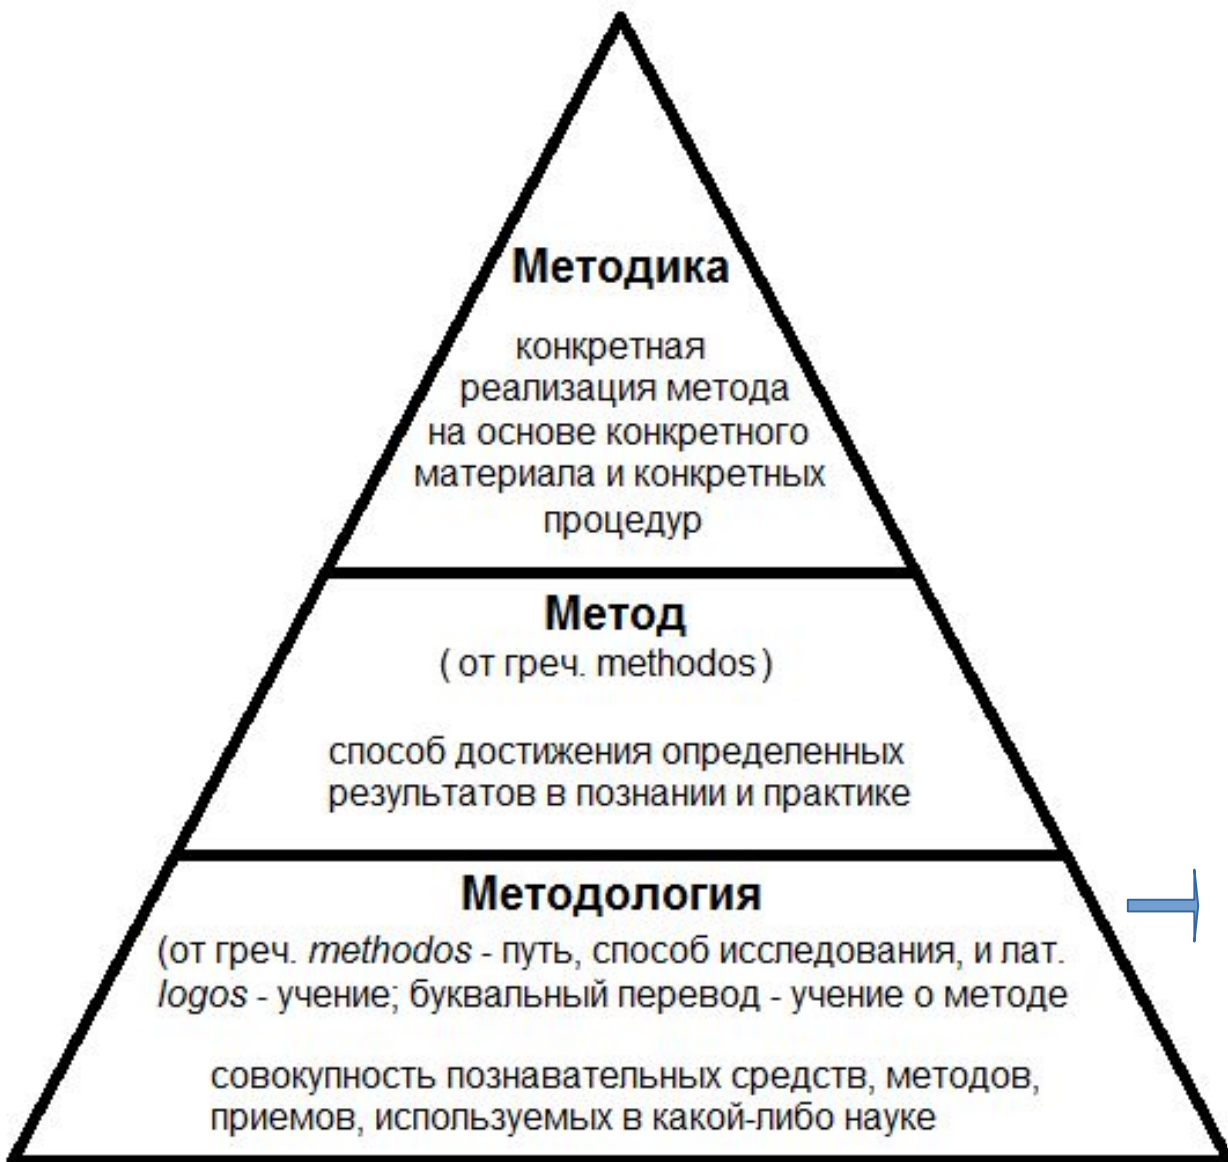 Методика
конкретная
реализация метода
на основе конкретного
материала и конкретных
процедур
Метод
( от греч. methodos )
способ достижения определенных
результатов в познании и практике
Методология
(от греч. methodos - путь, способ исследования, и лат.
logos - учение; буквальный перевод - учение о методе
совокупность познавательных средств, методов,
приемов, используемых в какой-либо науке